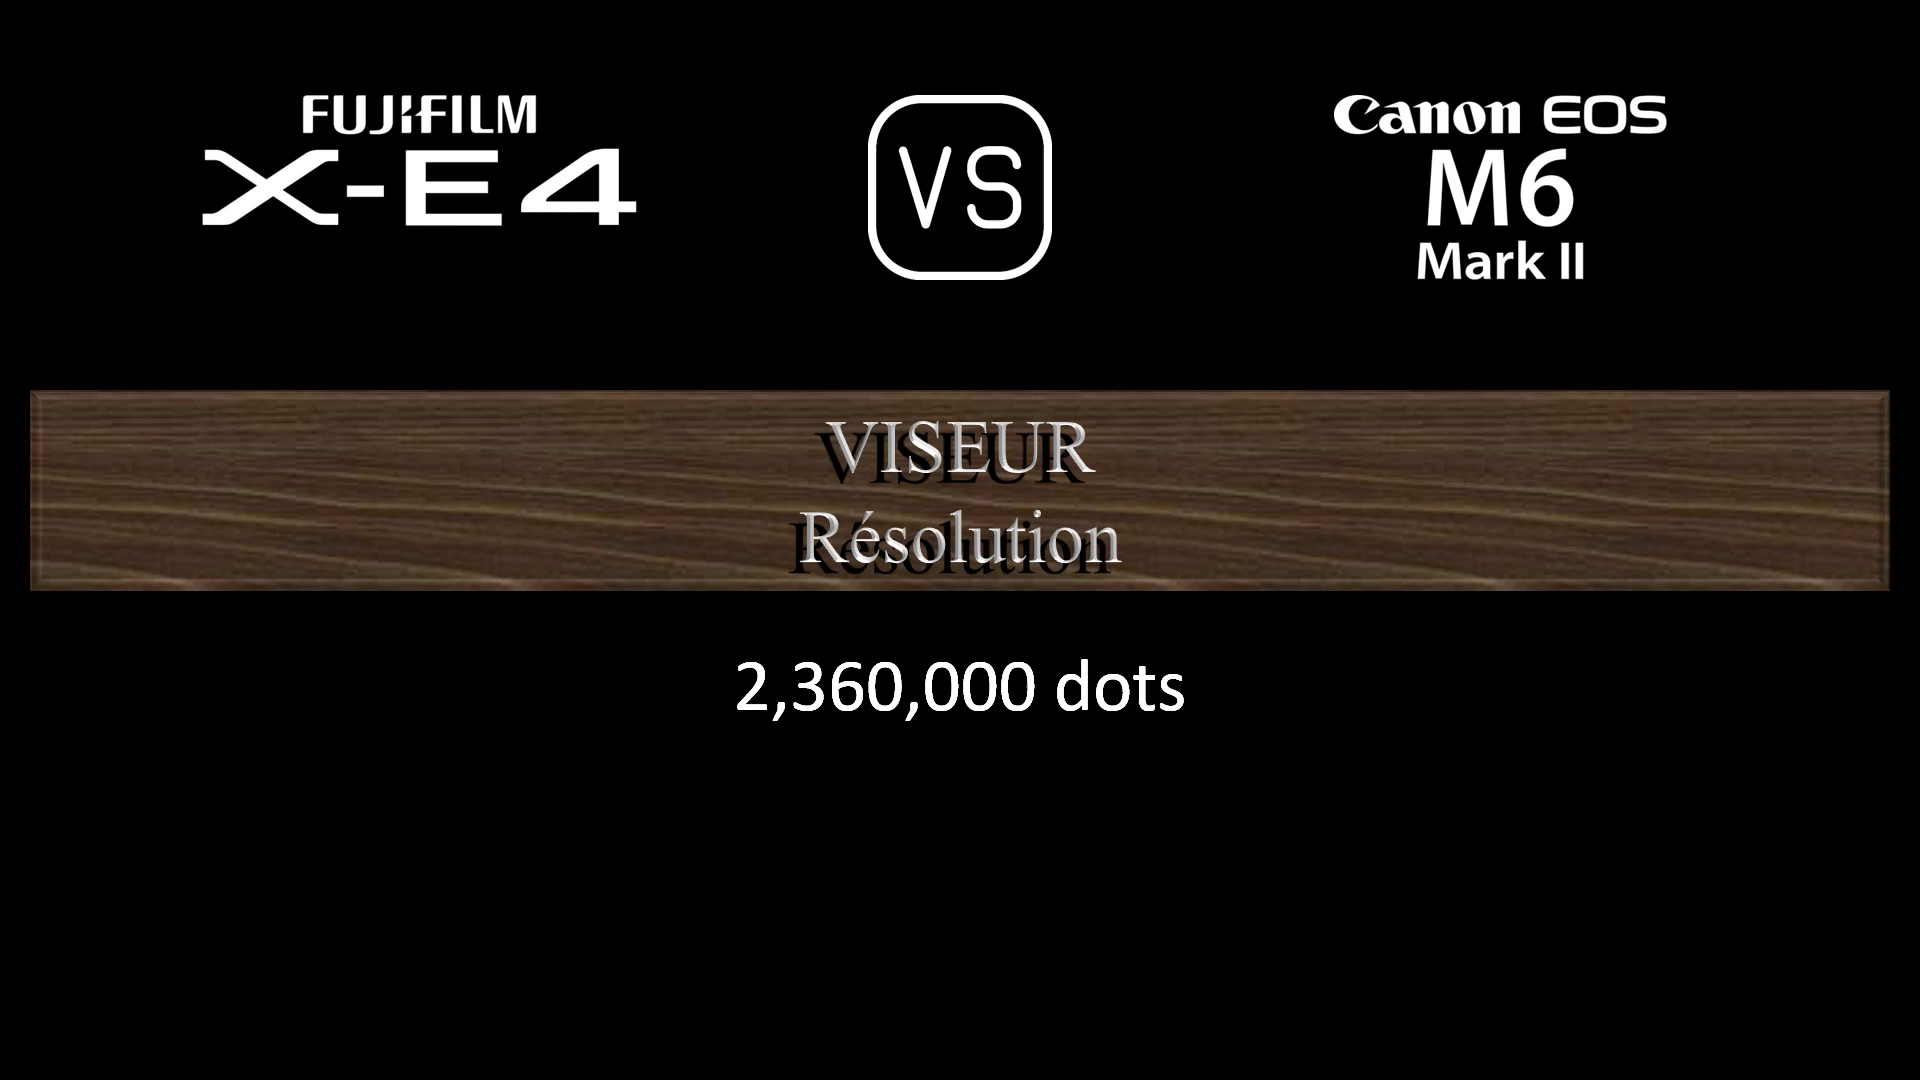 FUJIFILM
X-E4
VS
Canon EOS
M6
Mark II
VISEUR
Résolution
2,360,000 dots